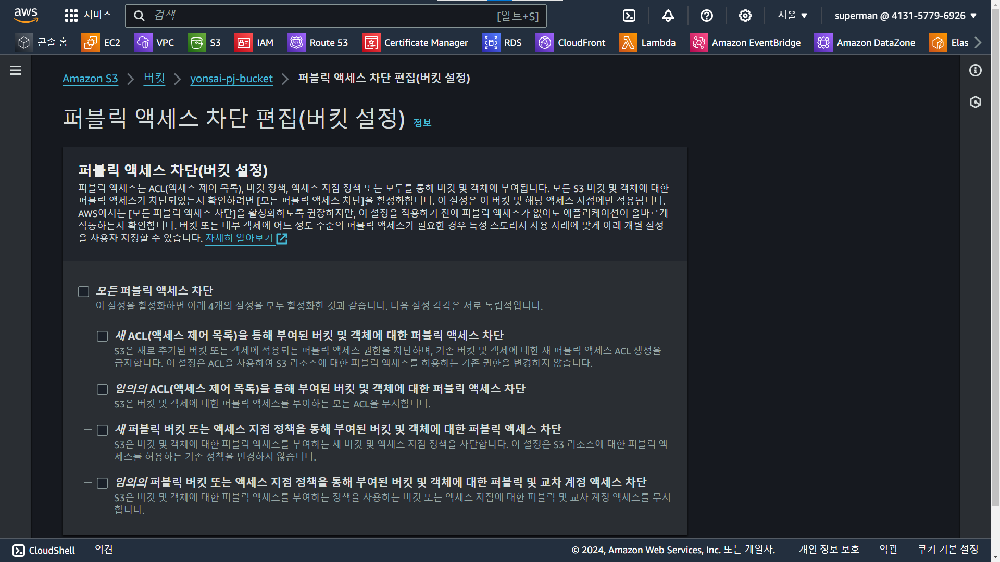 aws
서비스
검색
[알트+S]
서울
superman @ 4131-5779-6926
콘솔 홈
EC2
VPC
S3
IAM
Route 53
Certificate Manager
RDS
CloudFront
Lambda
Amazon EventBridge
Amazon DataZone
Elas
Amazon S3
버킷
yonsai-pj-bucket
퍼블릭 액세스 차단 편집(버킷 설정)
퍼블릭 액세스 차단 편집(버킷 설정) 정보
퍼블릭 액세스 차단(버킷 설정)
퍼블릭 액세스는 ACL(액세스 제어 목록), 버킷 정책, 액세스 지점 정책 또는 모두를 통해 버킷 및 객체에 부여됩니다. 모든 S3 버킷 및 객체에 대한
퍼블릭 액세스가 차단되었는지 확인하려면 [모든 퍼블릭 액세스 차단]을 활성화합니다. 이 설정은 이 버킷 및 해당 액세스 지점에만 적용됩니다.
AWS에서는 [모든 퍼블릭 액세스 차단]을 활성화하도록 권장하지만, 이 설정을 적용하기 전에 퍼블릭 액세스가 없어도 애플리케이션이 올바르게
작동하는지 확인합니다. 버킷 또는 내부 객체에 어느 정도 수준의 퍼블릭 액세스가 필요한 경우 특정 스토리지 사용 사례에 맞게 아래 개별 설정
을 사용자 지정할 수 있습니다. 자세히 알아보기
모든 퍼블릭 액세스 차단
이 설정을 활성화하면 아래 4개의 설정을 모두 활성화한 것과 같습니다. 다음 설정 각각은 서로 독립적입니다.
새 ACL(액세스 제어 목록)을 통해 부여된 버킷 및 객체에 대한 퍼블릭 액세스 차단
S3은 새로 추가된 버킷 또는 객체에 적용되는 퍼블릭 액세스 권한을 차단하며, 기존 버킷 및 객체에 대한 새 퍼블릭 액세스 ACL 생성을
금지합니다. 이 설정은 ACL을 사용하여 S3 리소스에 대한 퍼블릭 액세스를 허용하는 기존 권한을 변경하지 않습니다.
임의의 ACL(액세스 제어 목록)을 통해 부여된 버킷 및 객체에 대한 퍼블릭 액세스 차단
S3은 버킷 및 객체에 대한 퍼블릭 액세스를 부여하는 모든 ACL을 무시합니다.
새 퍼블릭 버킷 또는 액세스 지점 정책을 통해 부여된 버킷 및 객체에 대한 퍼블릭 액세스 차단
S3은 버킷 및 객체에 대한 퍼블릭 액세스를 부여하는 새 버킷 및 액세스 지점 정책을 차단합니다. 이 설정은 S3 리소스에 대한 퍼블릭 액
세스를 허용하는 기존 정책을 변경하지 않습니다.
임의의 퍼블릭 버킷 또는 액세스 지점 정책을 통해 부여된 버킷 및 객체에 대한 퍼블릭 및 교차 계정 액세스 차단
S3은 버킷 및 객체에 대한 퍼블릭 액세스를 부여하는 정책을 사용하는 버킷 또는 액세스 지점에 대한 퍼블릭 및 교차 계정 액세스를 무시
합니다.
CloudShell
의견
© 2024, Amazon Web Services, Inc. 또는 계열사.
개인 정보 보호
약관
쿠키 기본 설정